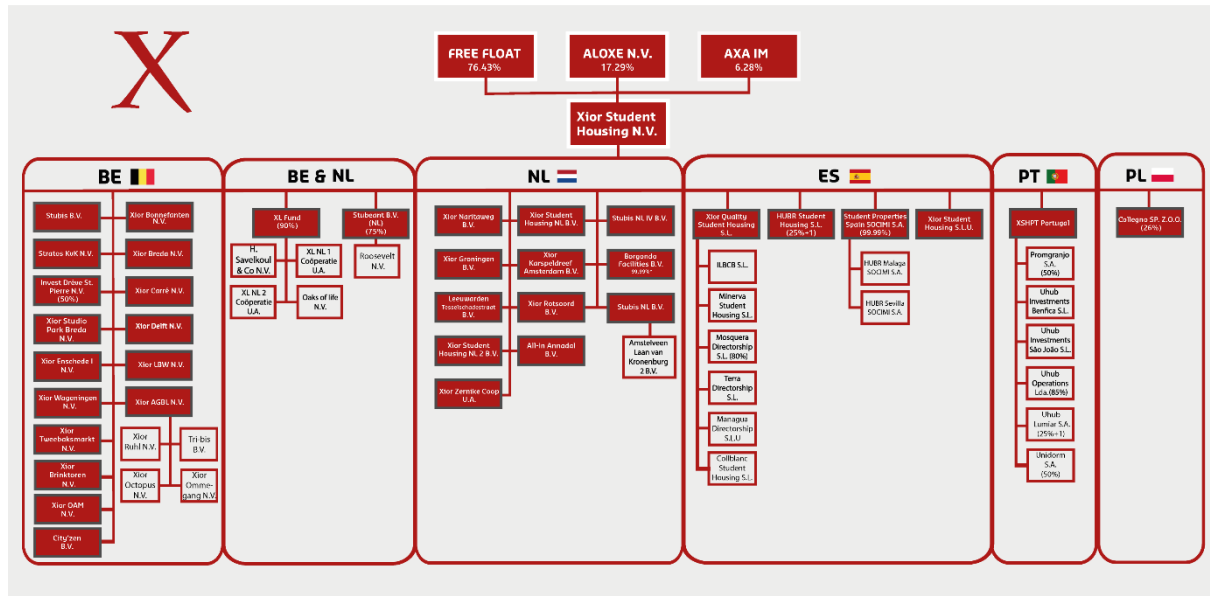 X
FREE FLOAT
76.43%
ALOXE N.V.
17.29%
AXA IM
6.28%
Xior Student
Housing N.V.
BE
Stubis B.V.
Stratos KvK N.V.
Invest Drève St.
Pierre N.V.
(50%)
Xior Studio
Park Breda
N.V.
Xior Enschede I
N.V.
Xior Wageningen
N.V.
Xior
Tweebaksmarkt
N.V.
Xior
Brinktoren
N.V.
Xior OAM
N.V.
City'zen
B.V.
Xior Bonnefanten
N.V.
Xior Breda N.V.
Xior Carré N.V.
Xior Delft N.V.
Xior LBW N.V.
Xior AGBL N.V.
Xior
Ruhl N.V.
Tri-bis
B.V.
Xior
Octopus
N.V.
Xior
Omme-
gang N.V.
BE & NL
XL Fund
(90%)
H.
Savelkoul
& Co N.V.
XL NL 1
Coöperatie
U.A.
XL NL 2
Coöperatie
U.A.
Oaks of life
N.V.
Stubeant B.V.
(NL)
(75%)
Roosevelt
N.V.
NL
Xior Naritaweg
B.V.
Xior Groningen
B.V.
Leeuwarden
Tesselschadestraat
B.V.
Xior Student
Housing NL 2 B.V.
Xior Zernike Coop
U.A.
Xior Student
Housing NL B.V.
Xior
Karspeldreef
Amsterdam B.V.
Xior Rotsoord
B.V.
All-In Annadal
B.V.
Stubis NL IV B.V.
Borgondo
Facilities B.V.
99.99%*
Stubis NL B.V.
Amstelveen
Laan van
Kronenburg
2 B.V.
ES
Xior Quality
Student Housing
S.L.
ILBCB S.L.
Minerva
Student
Housing S.L.
Mosquera
Directorship
S.L. (80%)
Terra
Directorship
S.L.
Managua
Directorship
S.L.U
Collblanc
Student
Housing S.L.
HUBR Student
Housing S.L.
(25%+1)
Student Properties
Spain SOCIMI S.A.
(99.99%)
HUBR Malaga
SOCIMI S.A.
HUBR Sevilla
SOCIMI S.A.
Xior Student
Housing S.L.U.
PT
XSHPT Portugal
Promgranjo
S.A.
(50%)
Uhub
Investments
Benfica S.L.
Uhub
Investments
São João S.L.
Uhub
Operations
Lda.(85%)
Uhub
Lumiar S.A.
(25%+1)
Unidorm
S.A.
(50%)
PL
Collegno SP. Z.O.O.
(26%)